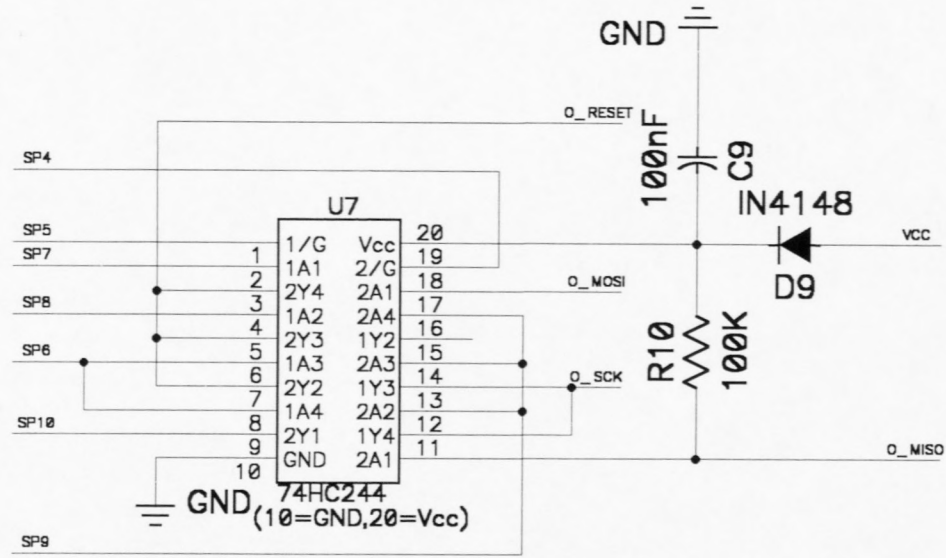 GND
O_RESET
100nF
C9
SP4
U7
IN4148
SP5
1/G Vcc 20
VCC
SP7
1 1A1 2/G 19
D9
2 2Y4 2A1 18
O_MOSI
SP8
3 1A2 2A4 17
4 2Y3 1Y2 16
R10
100K
SP6
5 1A3 2A3 15
6 2Y2 1Y3 14
O_SCK
7 1A4 2A2 13
SP10
8 2Y1 1Y4 12
9 GND 2A1 11
O_MISO
10
74HC244
GND
(10=GND,20=Vcc)
SP9